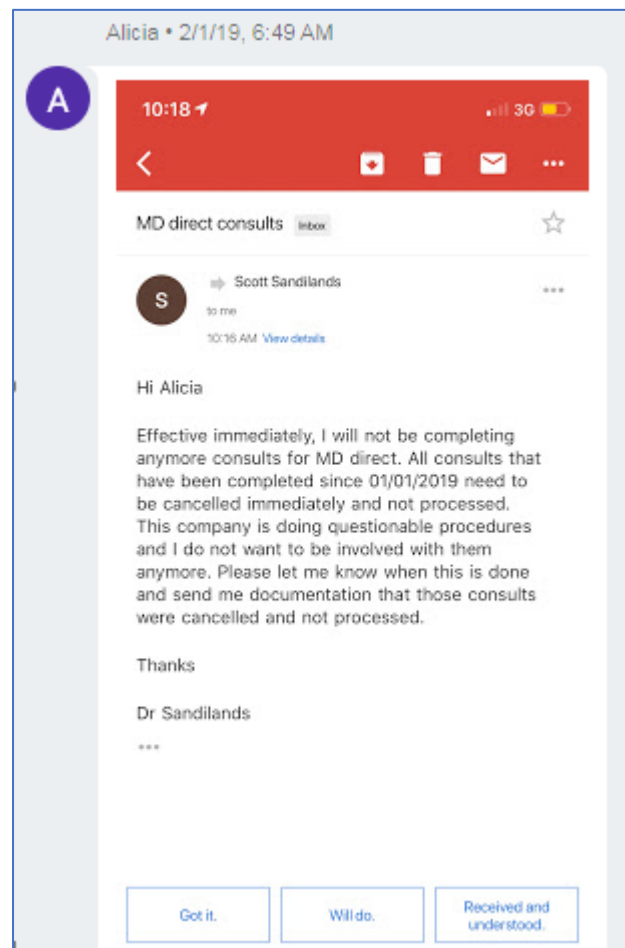 Alicia • 2/1/19, 6:49 AM
A
10:18
3G
MD direct consults Inbox
S
Scott Sandilands
to me
10:16 AM View details
Hi Alicia
Effective immediately, I will not be completing
anymore consults for MD direct. All consults that
have been completed since 01/01/2019 need to
be cancelled immediately and not processed.
This company is doing questionable procedures
and I do not want to be involved with them
anymore. Please let me know when this is done
and send me documentation that those consults
were cancelled and not processed.
Thanks
Dr Sandilands
Got it.
Will do.
Received and
understood.